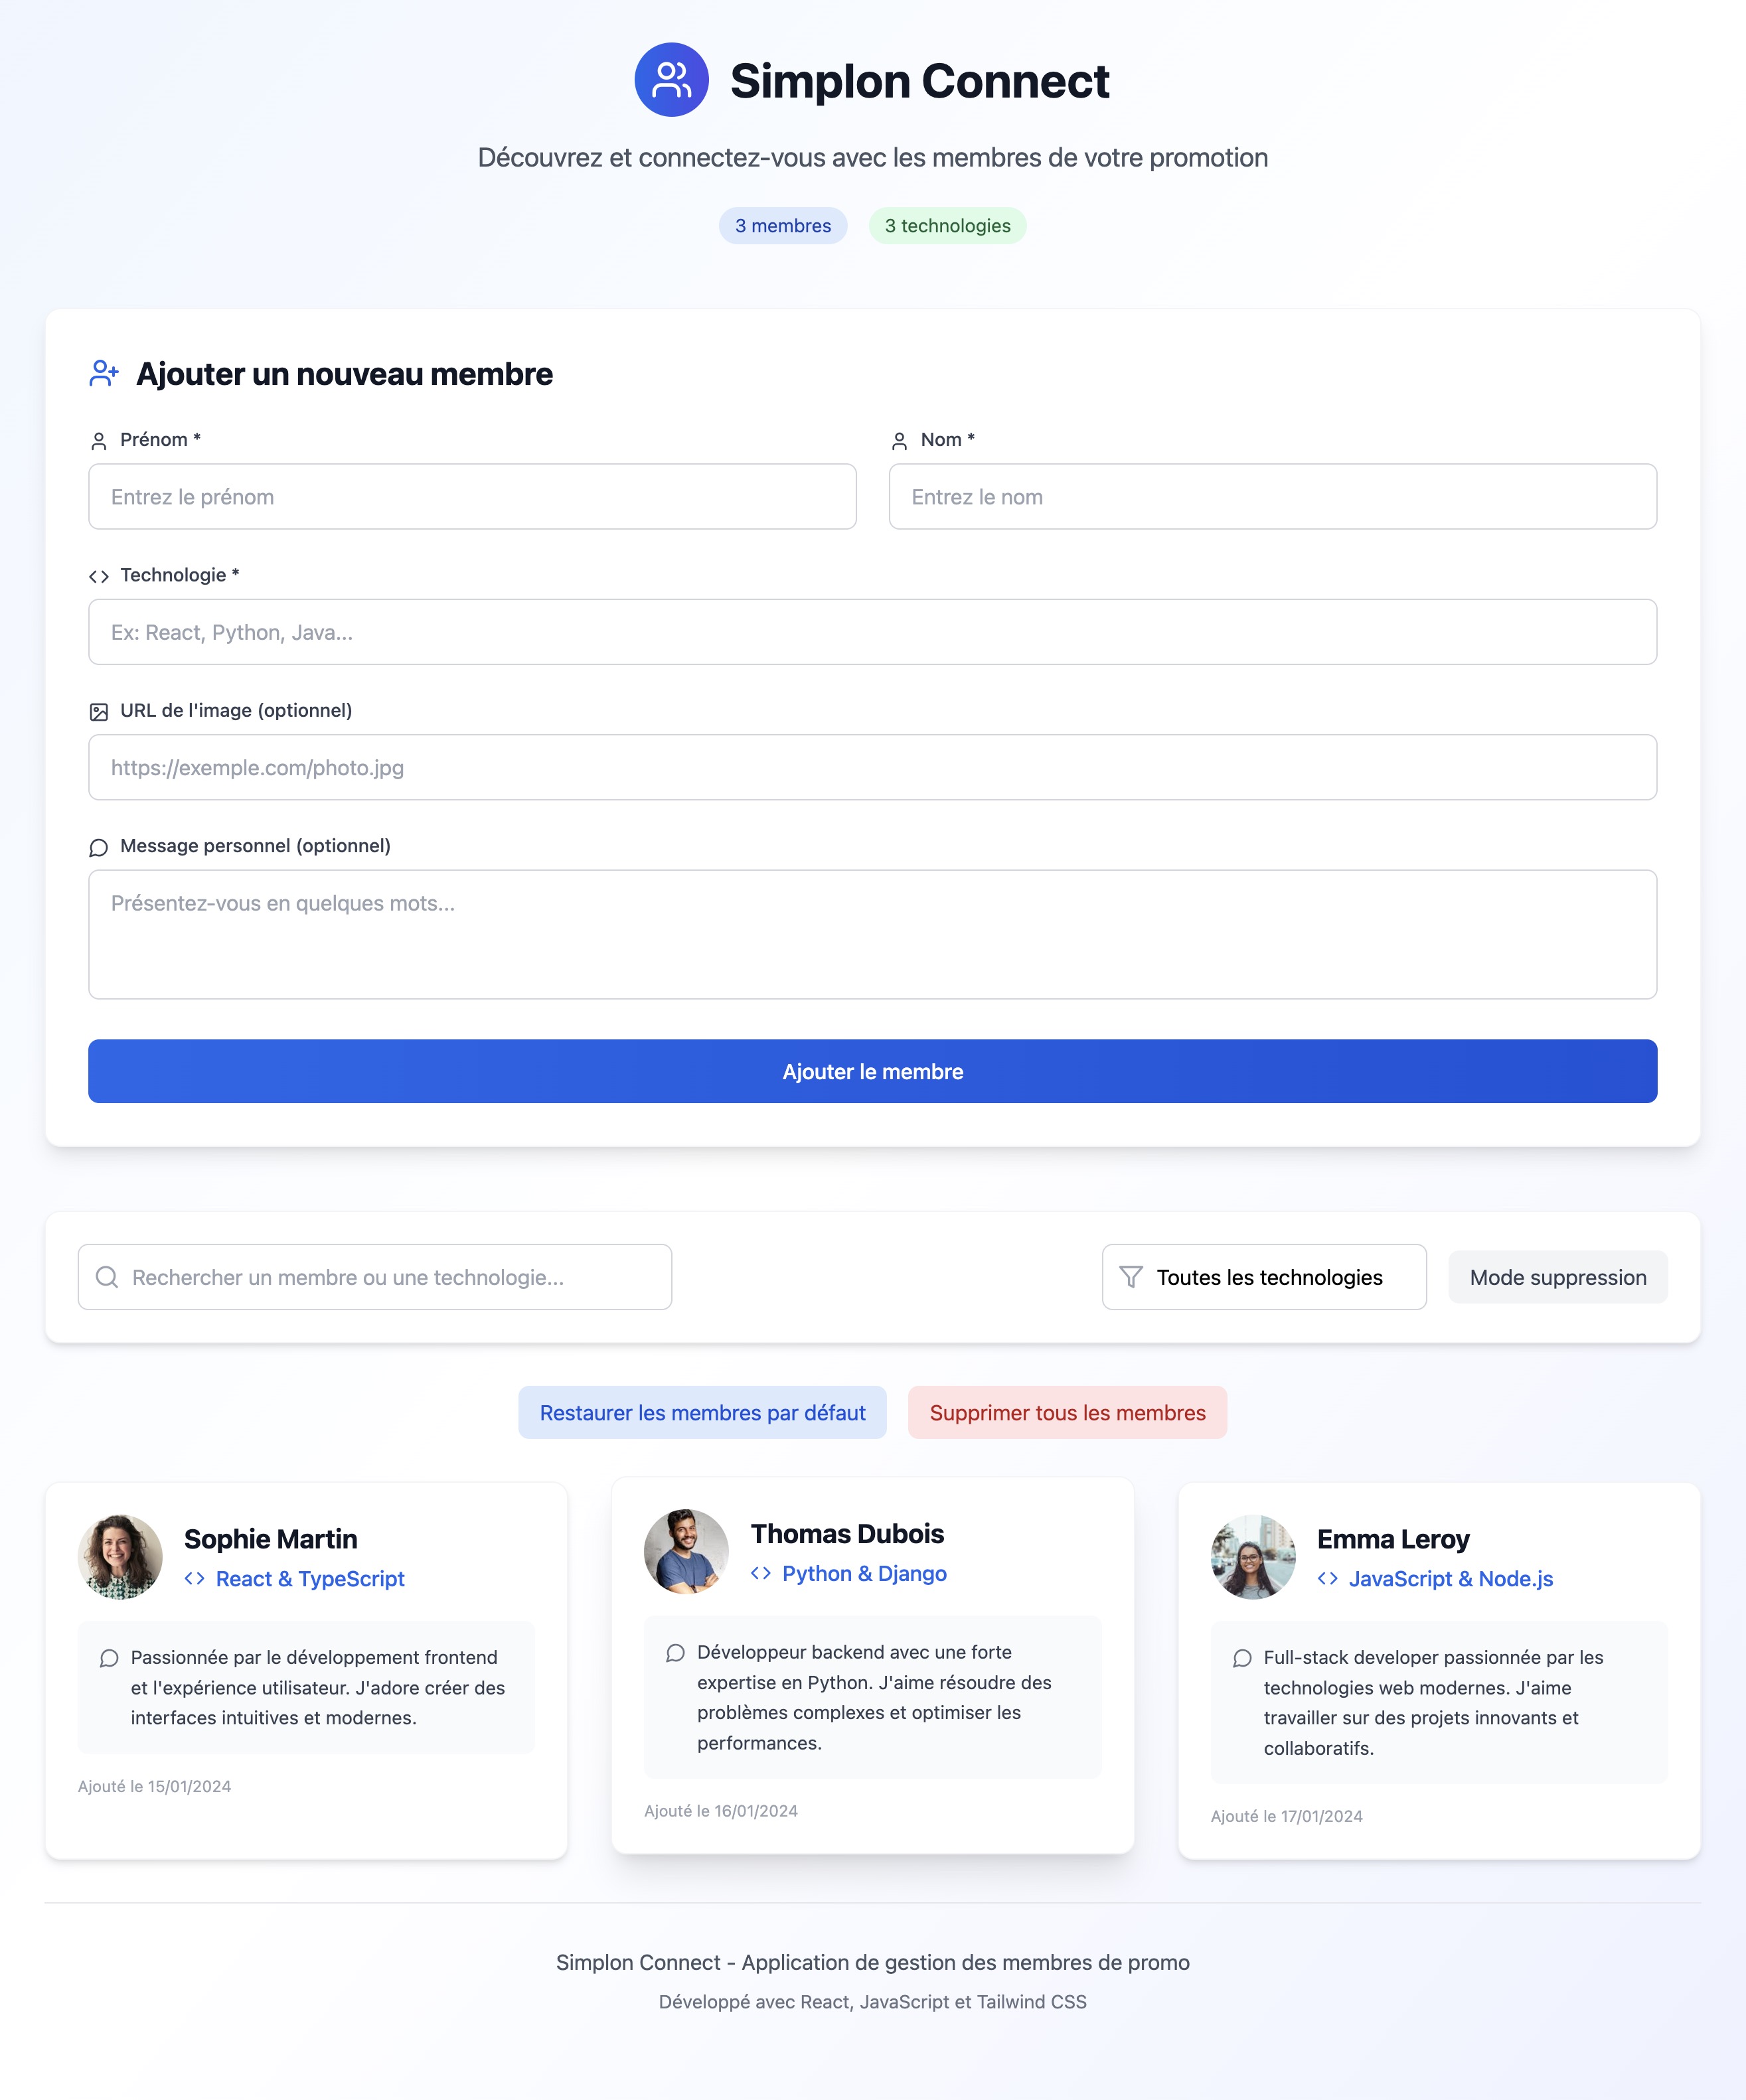 Simplon Connect
Découvrez et connectez-vous avec les membres de votre promotion
3 membres
3 technologies
Ajouter un nouveau membre
Prénom *
Nom *
Entrez le prénom
Entrez le nom
Technologie *
Ex: React, Python, Java...
URL de l'image (optionnel)
https://exemple.com/photo.jpg
Message personnel (optionnel)
Présentez-vous en quelques mots...
Ajouter le membre
Rechercher un membre ou une technologie...
Toutes les technologies
Mode suppression
Restaurer les membres par défaut
Supprimer tous les membres
Sophie Martin
React & TypeScript
Passionnée par le développement frontend
et l'expérience utilisateur. J'adore créer des
interfaces intuitives et modernes.
Ajouté le 15/01/2024
Thomas Dubois
Python & Django
Développeur backend avec une forte
expertise en Python. J'aime résoudre des
problèmes complexes et optimiser les
performances.
Ajouté le 16/01/2024
Emma Leroy
JavaScript & Node.js
Full-stack developer passionnée par les
technologies web modernes. J'aime
travailler sur des projets innovants et
collaboratifs.
Ajouté le 17/01/2024
Simplon Connect - Application de gestion des membres de promo
Développé avec React, JavaScript et Tailwind CSS